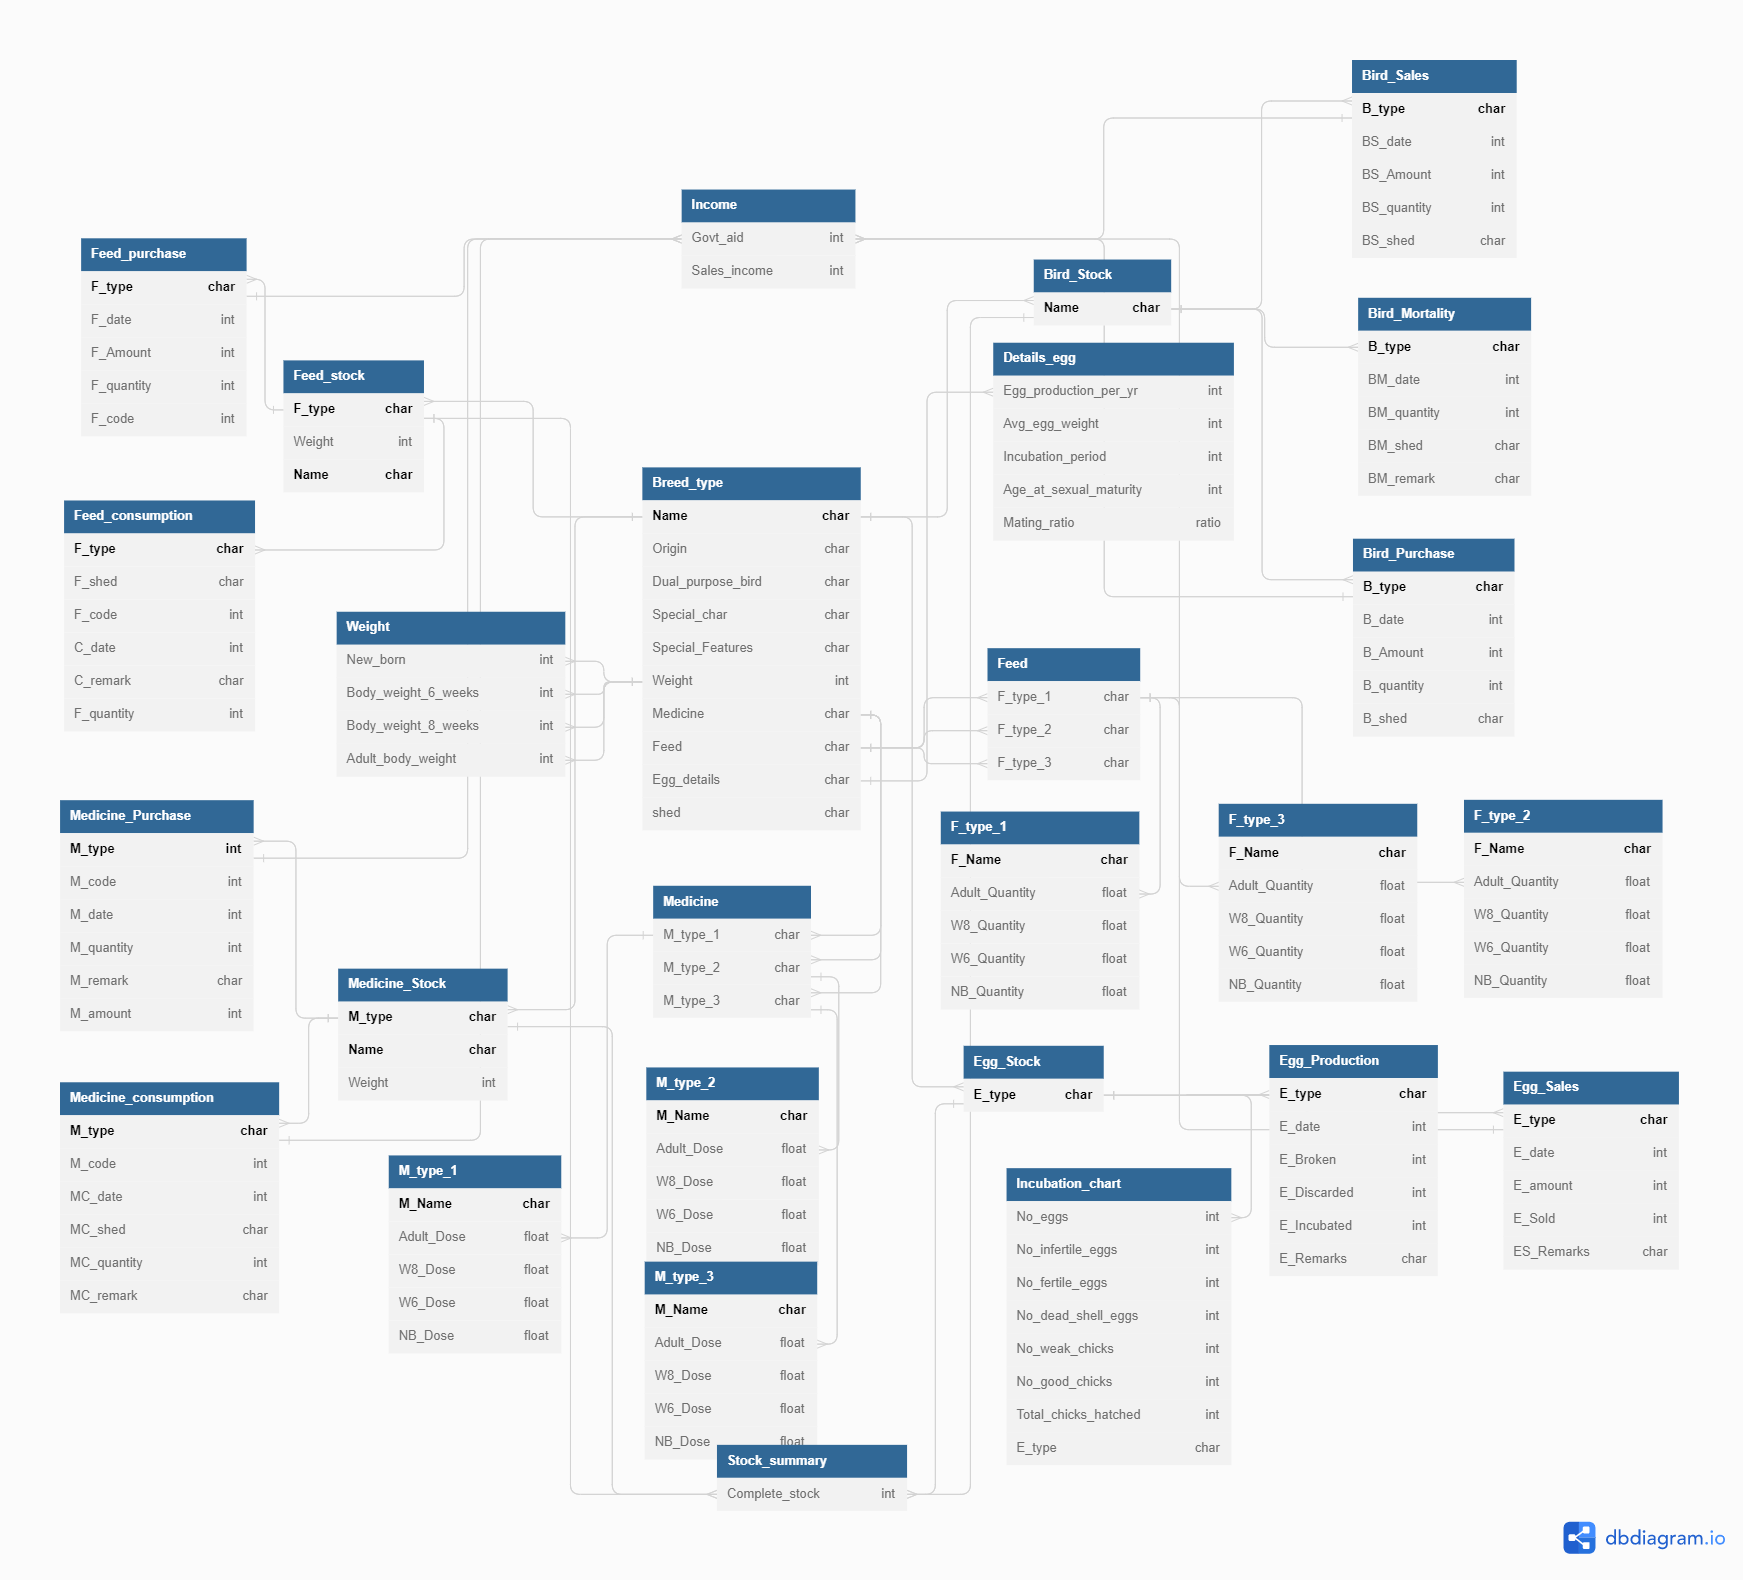 Bird_Sales
B_type char
BS_date int
BS_Amount int
BS_quantity int
BS_shed char
Income
Govt_aid int
Sales_income int
Feed_purchase
F_type char
F_date int
F_Amount int
F_quantity int
F_code int
Bird_Stock
Name char
Bird_Mortality
B_type char
BM_date int
BM_quantity int
BM_shed char
BM_remark char
Details_egg
Egg_production_per_yr int
Avg_egg_weight int
Incubation_period int
Age_at_sexual_maturity int
Mating_ratio ratio
Feed_stock
F_type char
Weight int
Name char
Breed_type
Name char
Origin char
Dual_purpose_bird char
Special_char char
Special_Features char
Weight int
Medicine char
Feed char
Egg_details char
shed char
Feed_consumption
F_type char
F_shed char
F_code int
C_date int
C_remark char
F_quantity int
Bird_Purchase
B_type char
B_date int
B_Amount int
B_quantity int
B_shed char
Weight
New_born int
Body_weight_6_weeks int
Body_weight_8_weeks int
Adult_body_weight int
Feed
F_type_1 char
F_type_2 char
F_type_3 char
Medicine_Purchase
M_type int
M_code int
M_date int
M_quantity int
M_remark char
M_amount int
F_type_1
F_Name char
Adult_Quantity float
W8_Quantity float
W6_Quantity float
NB_Quantity float
F_type_3
F_Name char
Adult_Quantity float
W8_Quantity float
W6_Quantity float
NB_Quantity float
F_type_2
F_Name char
Adult_Quantity float
W8_Quantity float
W6_Quantity float
NB_Quantity float
Medicine
M_type_1 char
M_type_2 char
M_type_3 char
Medicine_Stock
M_type char
Name char
Weight int
Egg_Stock
E_type char
Egg_Production
E_type char
E_date int
E_Broken int
E_Discarded int
E_Incubated int
E_Remarks char
Egg_Sales
E_type char
E_date int
E_amount int
E_Sold int
ES_Remarks char
M_type_2
M_Name char
Adult_Dose float
W8_Dose float
W6_Dose float
NB_Dose float
Medicine_consumption
M_type char
M_code int
MC_date int
MC_shed char
MC_quantity int
MC_remark char
M_type_1
M_Name char
Adult_Dose float
W8_Dose float
W6_Dose float
NB_Dose float
Incubation_chart
No_eggs int
No_infertile_eggs int
No_fertile_eggs int
No_dead_shell_eggs int
No_weak_chicks int
No_good_chicks int
Total_chicks_hatched int
E_type char
M_type_3
M_Name char
Adult_Dose float
W8_Dose float
W6_Dose float
NB_Dose float
Stock_summary
Complete_stock int
dbdiagram.io